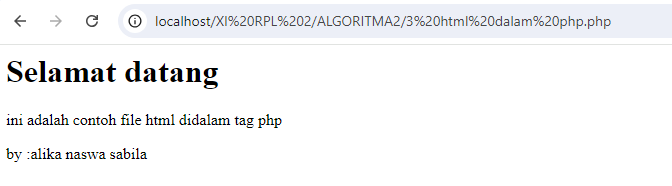 localhost/XI%20RPL%202/ALGORITMA2/3%20html%20dalam%20php.php
Selamat datang
ini adalah contoh file html didalam tag php
by :alika naswa sabila